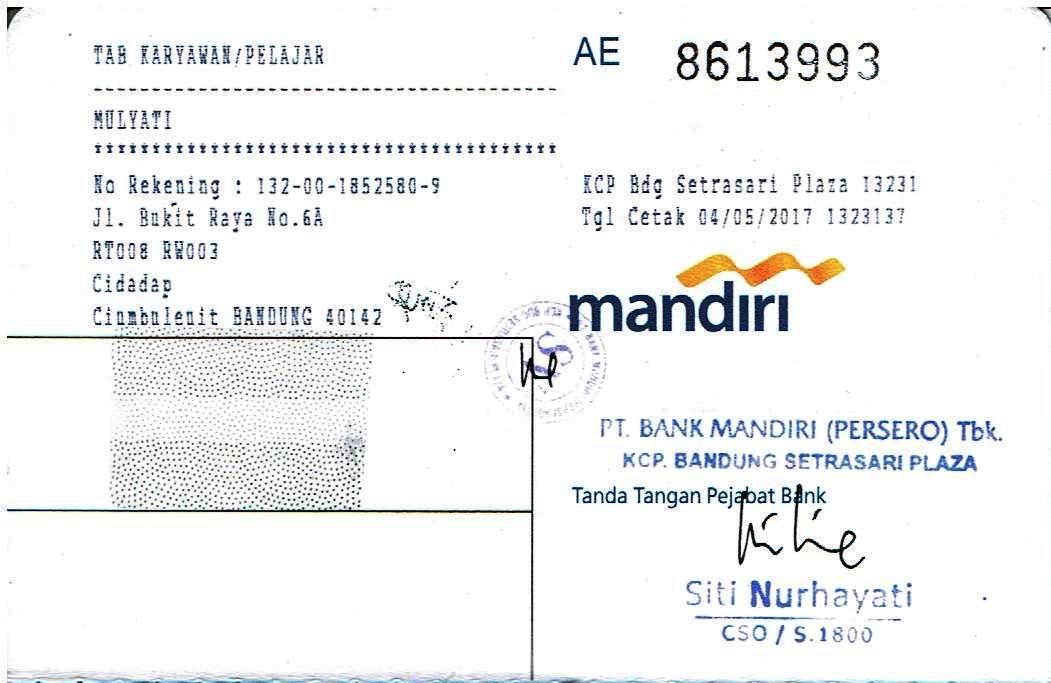 TAB KARYAWAN/PELAJAR
MULYATI
No Rekening : 132-00-1852580-9
Jl. Bukit Raya No.6A
RT008 RW003
Cidadap
Ciumbuleuit BANDUNG 40142
AE 8613993
KCP Bdg Setrasari Plaza 13231
Tgl Cetak 04/05/2017 1323137
mandiri
PT. BANK MANDIRI (PERSERO) Tbk.
KCP. BANDUNG SETRASARI PLAZA
Tanda Tangan Pejabat Bank
Siti Nurhayati
CSO / S.1800